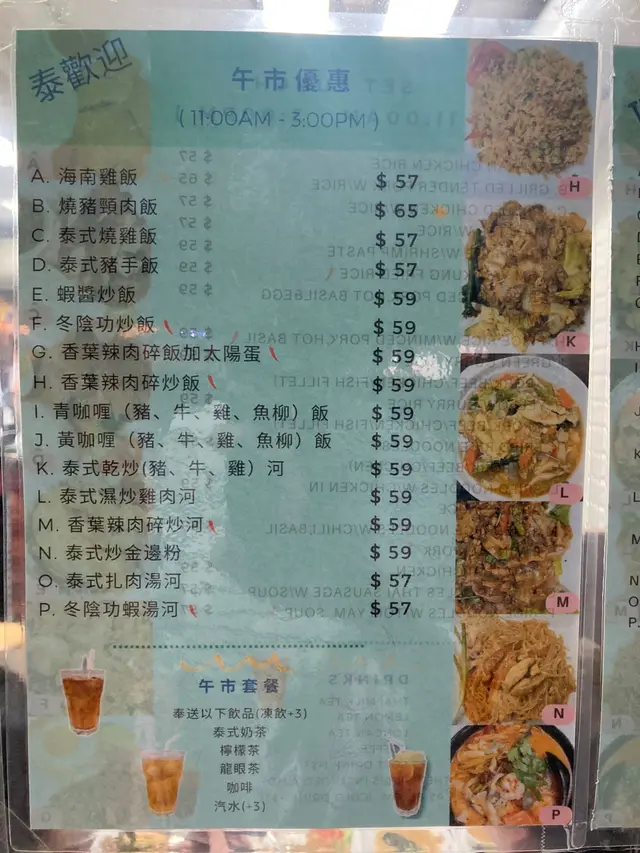 泰歡迎
午市優惠
(11:00AM - 3:00PM)
A. 海南雞飯 $ 57
B. 燒豬頸肉飯 $ 65
C. 泰式燒雞飯 $ 57
D. 泰式豬手飯 $ 57
E. 蝦醬炒飯 $ 59
F. 冬陰功炒飯 $ 59
G. 香葉辣肉碎飯加太陽蛋 $ 59
H. 香葉辣肉碎炒飯 $ 59
I. 青咖喱（豬、牛、雞、魚柳）飯 $ 59
J. 黃咖喱（豬、牛、雞、魚柳）飯 $ 59
K. 泰式乾炒(豬、牛、雞）河 $ 59
L. 泰式濕炒雞肉河 $ 59
M. 香葉辣肉碎炒河 $ 59
N. 泰式炒金邊粉 $ 59
O. 泰式扎肉湯河 $ 57
P. 冬陰功蝦湯河 $ 57
午市套餐
奉送以下飲品(凍飲+3)
泰式奶茶
檸檬茶
龍眼茶
咖啡
汽水(+3)
H
K
L
M
N
P